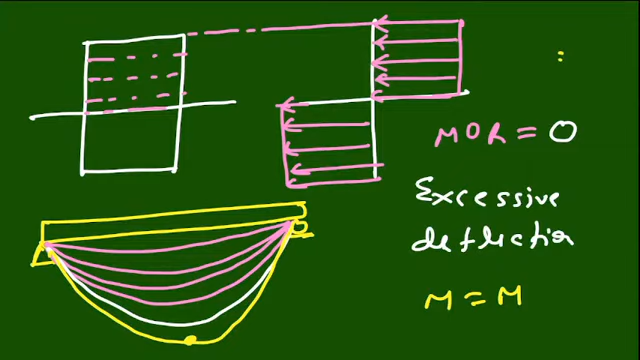 MOR = 0
Excessive
deflection
M = M